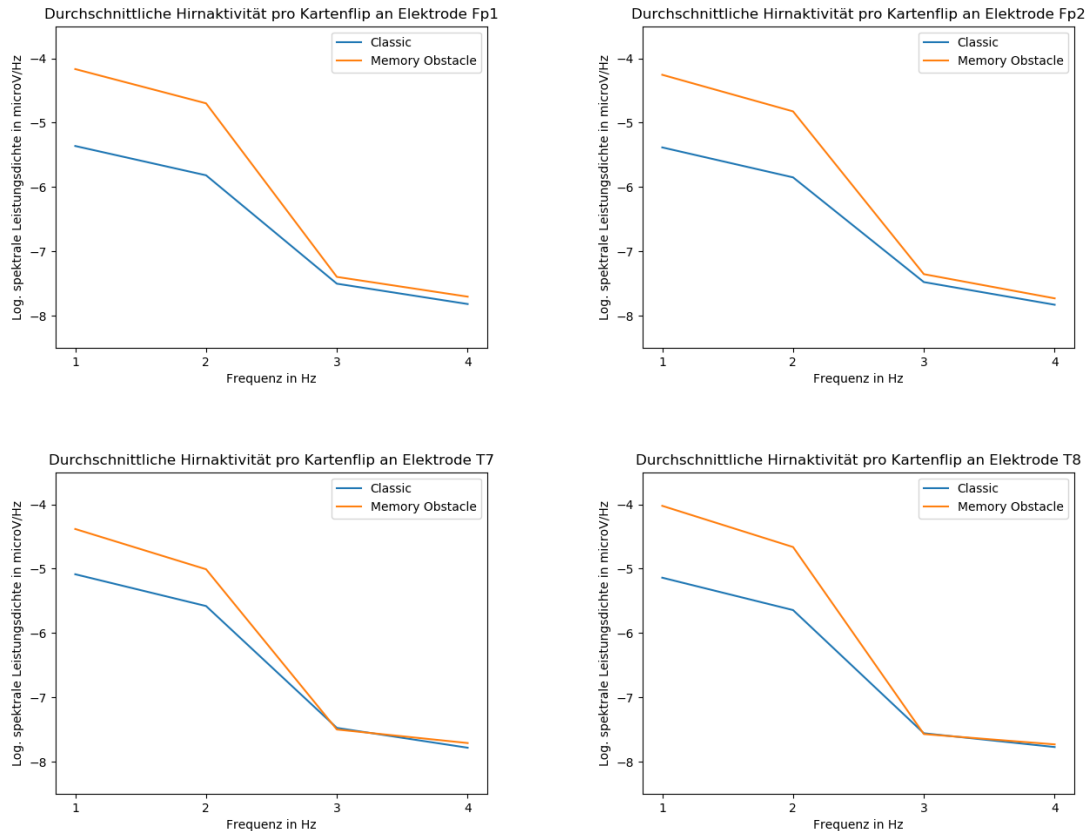 Durchschnittliche Hirnaktivität pro Kartenflip an Elektrode Fp1
Classic
Memory Obstacle
Log. spektrale Leistungsdichte in microV/Hz
−4
−5
−6
−7
−8
1 2 3 4
Frequenz in Hz
Durchschnittliche Hirnaktivität pro Kartenflip an Elektrode Fp2
Classic
Memory Obstacle
Log. spektrale Leistungsdichte in microV/Hz
−4
−5
−6
−7
−8
1 2 3 4
Frequenz in Hz
Durchschnittliche Hirnaktivität pro Kartenflip an Elektrode T7
Classic
Memory Obstacle
Log. spektrale Leistungsdichte in microV/Hz
−4
−5
−6
−7
−8
1 2 3 4
Frequenz in Hz
Durchschnittliche Hirnaktivität pro Kartenflip an Elektrode T8
Classic
Memory Obstacle
Log. spektrale Leistungsdichte in microV/Hz
−4
−5
−6
−7
−8
1 2 3 4
Frequenz in Hz